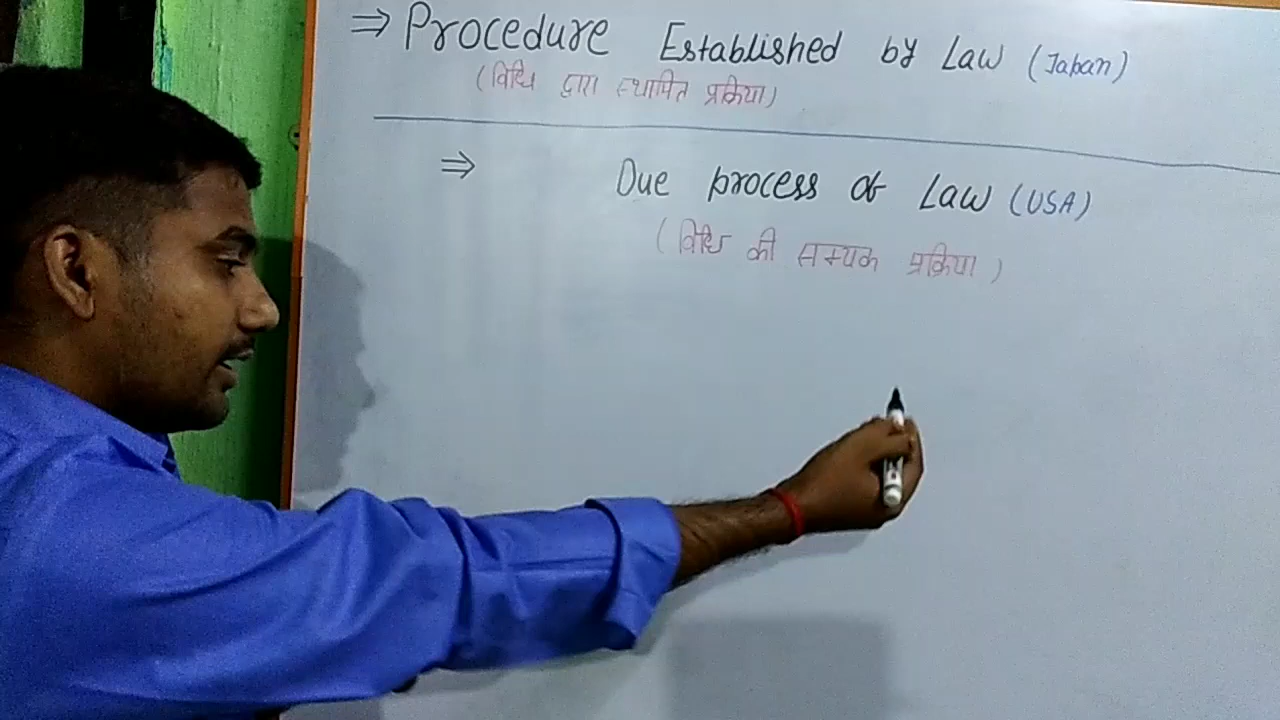 ⇒ Procedure Established by Law (Japan)
(विधि द्वारा स्थापित प्रक्रिया)
⇒ Due process of Law (USA)
(विधि की सम्यक प्रक्रिया)